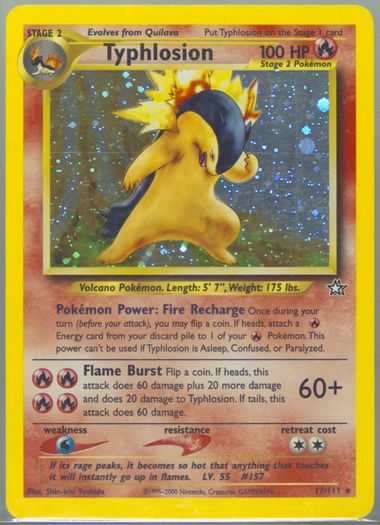 STAGE 2 Evolves from Quilava Put Typhlosion on the Stage 1 card
Typhlosion 100 HP
Stage 2 Pokémon
Volcano Pokémon. Length: 5' 7", Weight: 175 lbs.
Pokémon Power: Fire Recharge Once during your
turn (before your attack), you may flip a coin. If heads, attach a
Energy card from your discard pile to 1 of your Pokémon. This
power can't be used if Typhlosion is Asleep, Confused, or Paralyzed.
Flame Burst Flip a coin. If heads, this
attack does 60 damage plus 20 more damage
and does 20 damage to Typhlosion. If tails, this
attack does 60 damage.
60+
weakness resistance retreat cost
If its rage peaks, it becomes so hot that anything that touches
it will instantly go up in flames. LV. 55 #157
Illus. Shin-ichi Yoshida ©1995-2000 Nintendo, Creatures, GAMEFREAK. 17/111